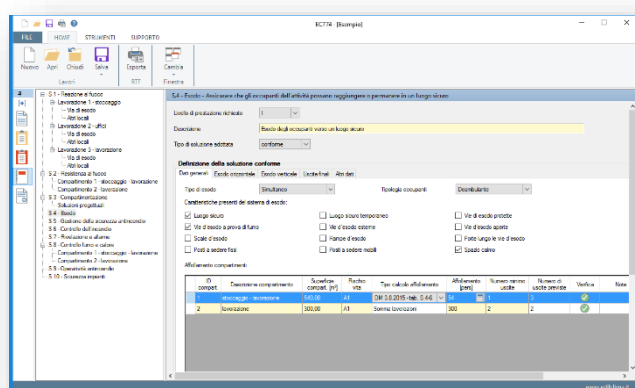 EC774 - [Esempio]
FILE HOME STRUMENTI SUPPORTO
Nuovo Apri Chiudi Salva Esporta Cambia
Lavori RTF Finestra
S.1 - Reazione al fuoco
Lavorazione 1 - stoccaggio
Vie di esodo
Altri locali
Lavorazione 2 - uffici
Vie di esodo
Altri locali
Lavorazione 3 - lavorazione
Vie di esodo
Altri locali
S.2 - Resistenza al fuoco
Compartimento 1 - stoccaggio - lavorazione
Compartimento 2 - lavorazione
S.3 - Compartimentazione
Soluzioni progettuali
S.4 - Esodo
S.5 - Gestione della sicurezza antincendio
S.6 - Controllo dell'incendio
S.7 - Rivelazione e allarme
S.8 - Controllo fumo e calore
Compartimento 1 - stoccaggio - lavorazione
Compartimento 2 - lavorazione
S.9 - Operatività antincendio
S.10 - Sicurezza impianti
S.4 - Esodo - Assicurare che gli occupanti dell'attività possano raggiungere o permanere in un luogo sicuro
Livello di prestazione richiesto I
Descrizione Esodo degli occupanti verso un luogo sicuro
Tipo di soluzione adottata conforme
Definizione della soluzione conforme
Dati generali Esodo orizzontale Esodo verticale Uscite finali Altri dati
Tipo di esodo Simultaneo Tipologia occupanti Deambulante
Caratteristiche presenti del sistema di esodo:
Luogo sicuro Luogo sicuro temporaneo Vie di esodo protette
Vie d'esodo a prova di fumo Vie d'esodo esterne Vie d'esodo aperte
Scale d'esodo Rampe d'esodo Porte lungo le vie d'esodo
Posti a sedere fissi Posti a sedere mobili Spazio calmo
Affollamento compartimenti:
ID compart. Descrizione compartimento Superficie compart. [m²] Rischio vita Tipo calcolo affollamento Affollamento [pers] Numero minimo uscite Numero di uscite previste Verifica Note
1 stoccaggio - lavorazione 540,00 A1 DM 3.8.2015 - tab. S.4-6 54
2 lavorazione 300,00 A1 Somma lavorazioni 300 2 2